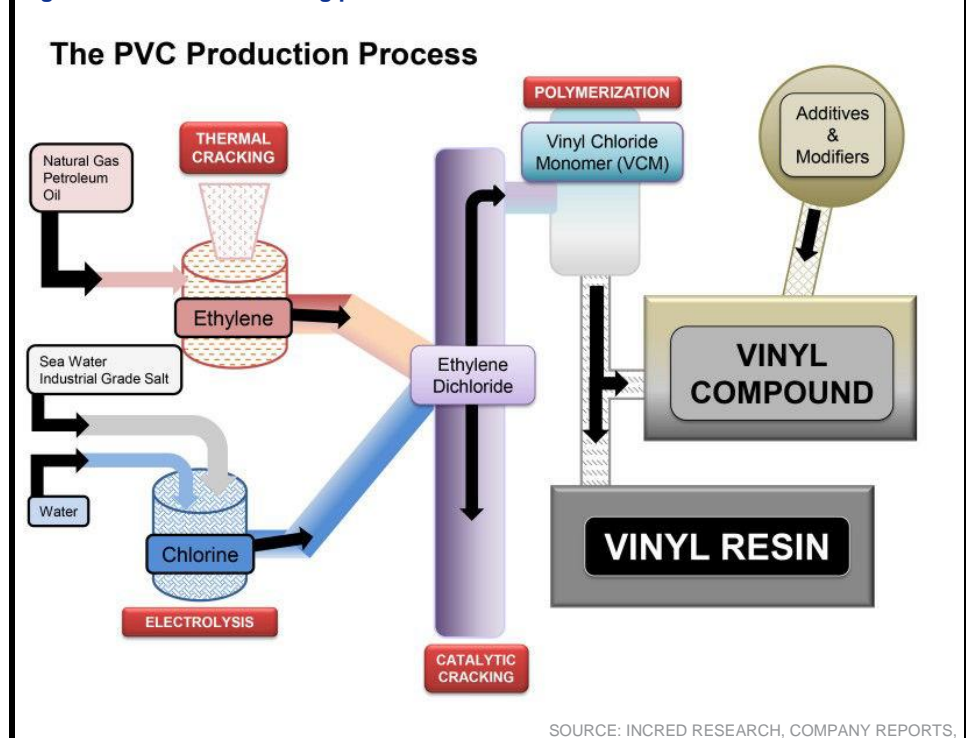 The PVC Production Process
POLYMERIZATION
Additives
&
Modifiers
THERMAL
CRACKING
Vinyl Chloride
Monomer (VCM)
Natural Gas
Petroleum
Oil
Ethylene
Sea Water
Industrial Grade Salt
Ethylene
Dichloride
VINYL
COMPOUND
Water
Chlorine
VINYL RESIN
ELECTROLYSIS
CATALYTIC
CRACKING
SOURCE: INCRED RESEARCH, COMPANY REPORTS,